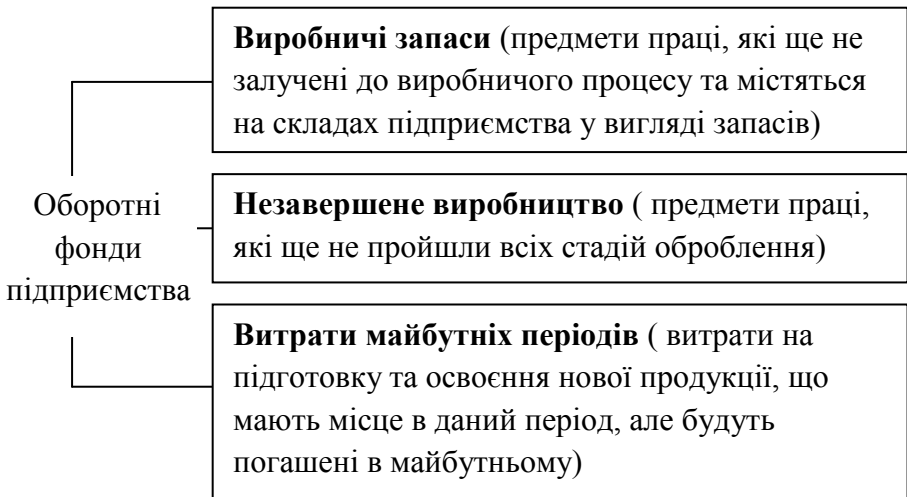 Виробничі запаси (предмети праці, які ще не
залучені до виробничого процесу та містяться
на складах підприємства у вигляді запасів)
Оборотні
фонди
підприємства
Незавершене виробництво ( предмети праці,
які ще не пройшли всіх стадій оброблення)
Витрати майбутніх періодів ( витрати на
підготовку та освоєння нової продукції, що
мають місце в даний період, але будуть
погашені в майбутньому)